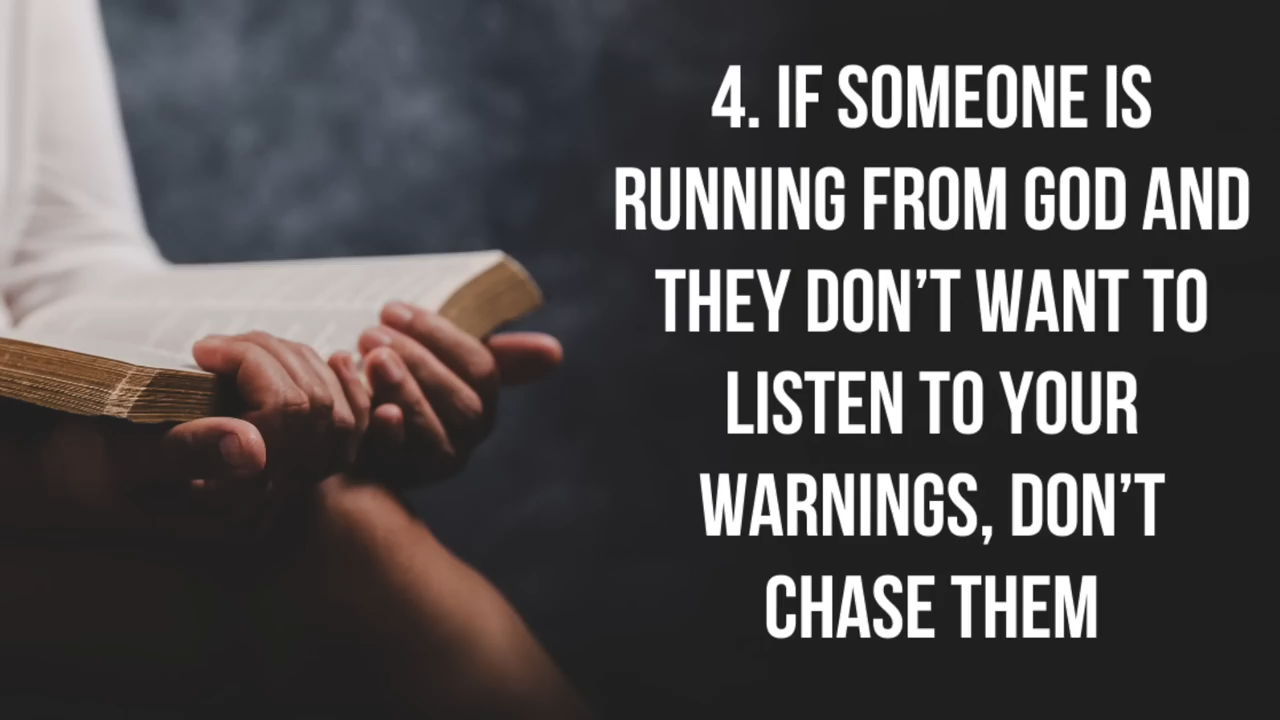 4. IF SOMEONE IS
RUNNING FROM GOD AND
THEY DON’T WANT TO
LISTEN TO YOUR
WARNINGS, DON’T
CHASE THEM